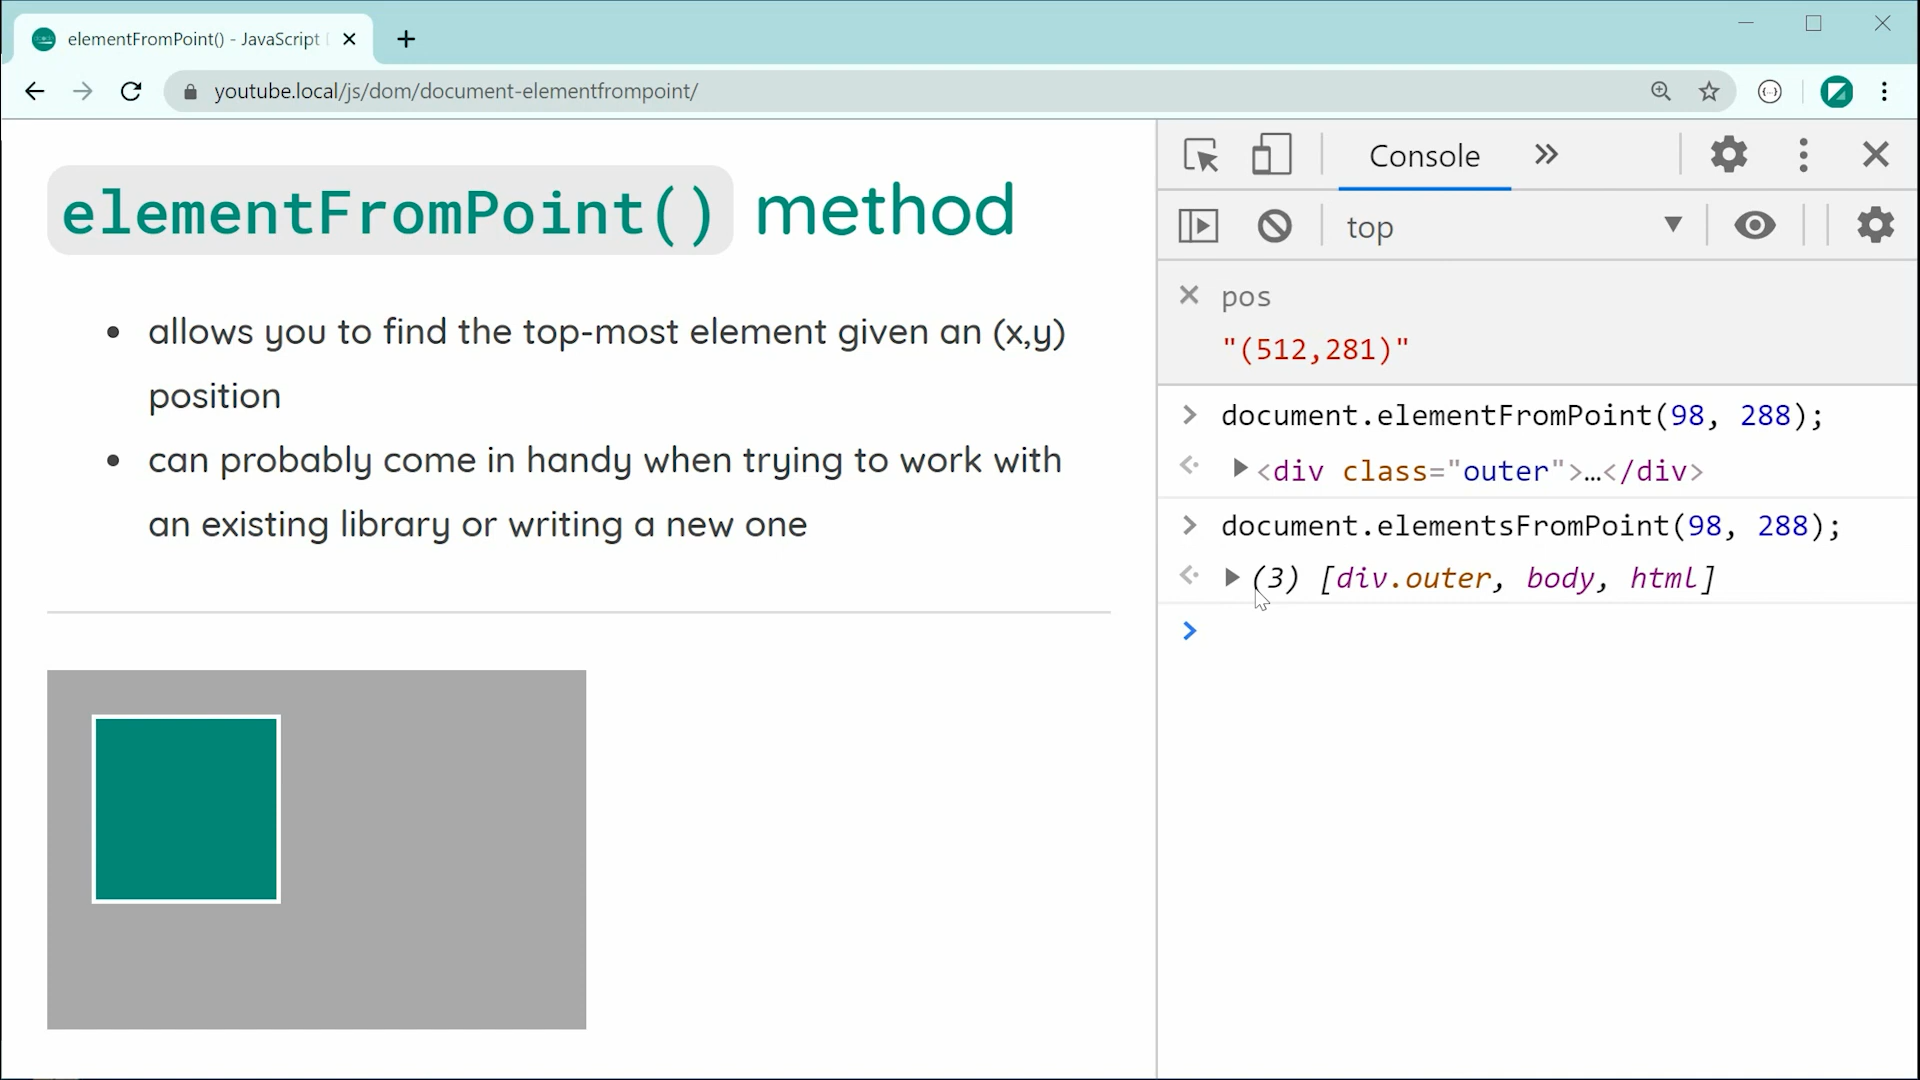 elementFromPoint() - JavaScript
youtube.local/js/dom/document-elementfrompoint/
elementFromPoint() method
• allows you to find the top-most element given an (x,y)
position
• can probably come in handy when trying to work with
an existing library or writing a new one
Console
top
pos
"(512,281)"
document.elementFromPoint(98, 288);
<div class="outer">…</div>
document.elementsFromPoint(98, 288);
(3) [div.outer, body, html]